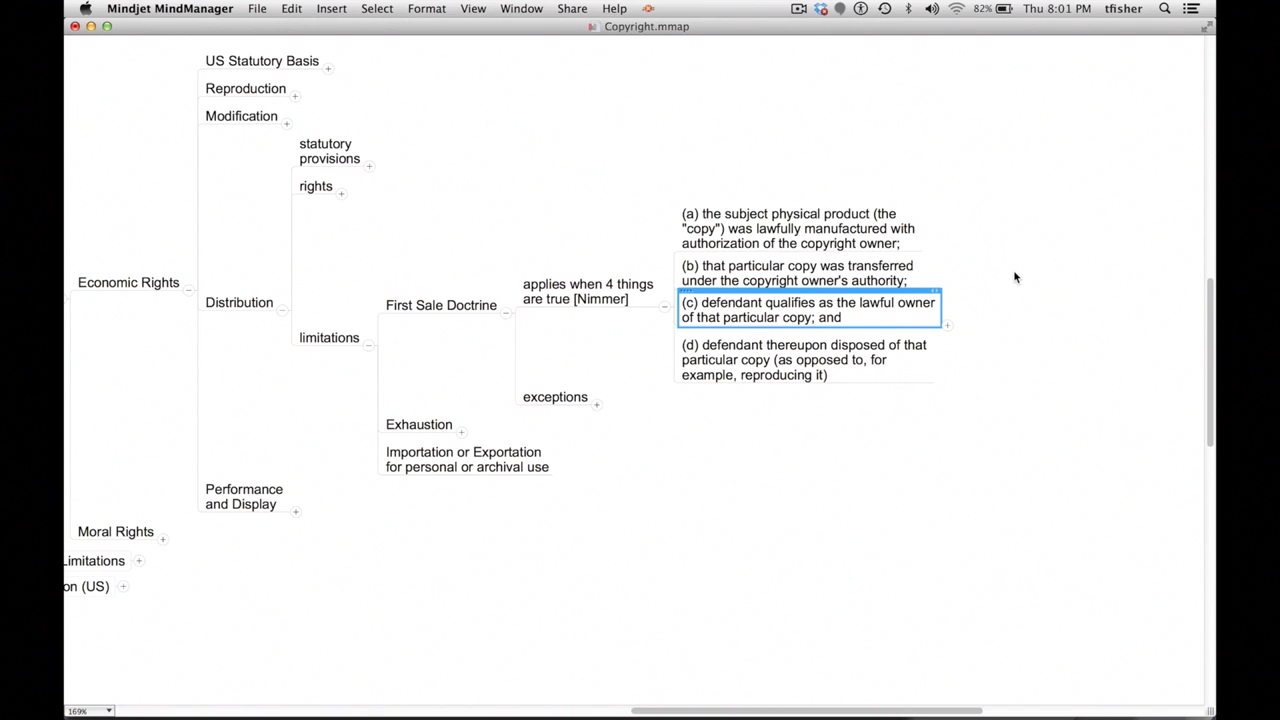 Mindjet MindManager File Edit Insert Select Format View Window Share Help 82% Thu 8:01 PM tfisher
Copyright.mmap
US Statutory Basis
Reproduction
Modification
statutory
provisions
rights
(a) the subject physical product (the
"copy") was lawfully manufactured with
authorization of the copyright owner;
(b) that particular copy was transferred
under the copyright owner's authority;
Economic Rights
applies when 4 things
are true [Nimmer]
Distribution
First Sale Doctrine
(c) defendant qualifies as the lawful owner
of that particular copy; and
limitations
(d) defendant thereupon disposed of that
particular copy (as opposed to, for
example, reproducing it)
exceptions
Exhaustion
Importation or Exportation
for personal or archival use
Performance
and Display
Moral Rights
Limitations
on (US)
169%